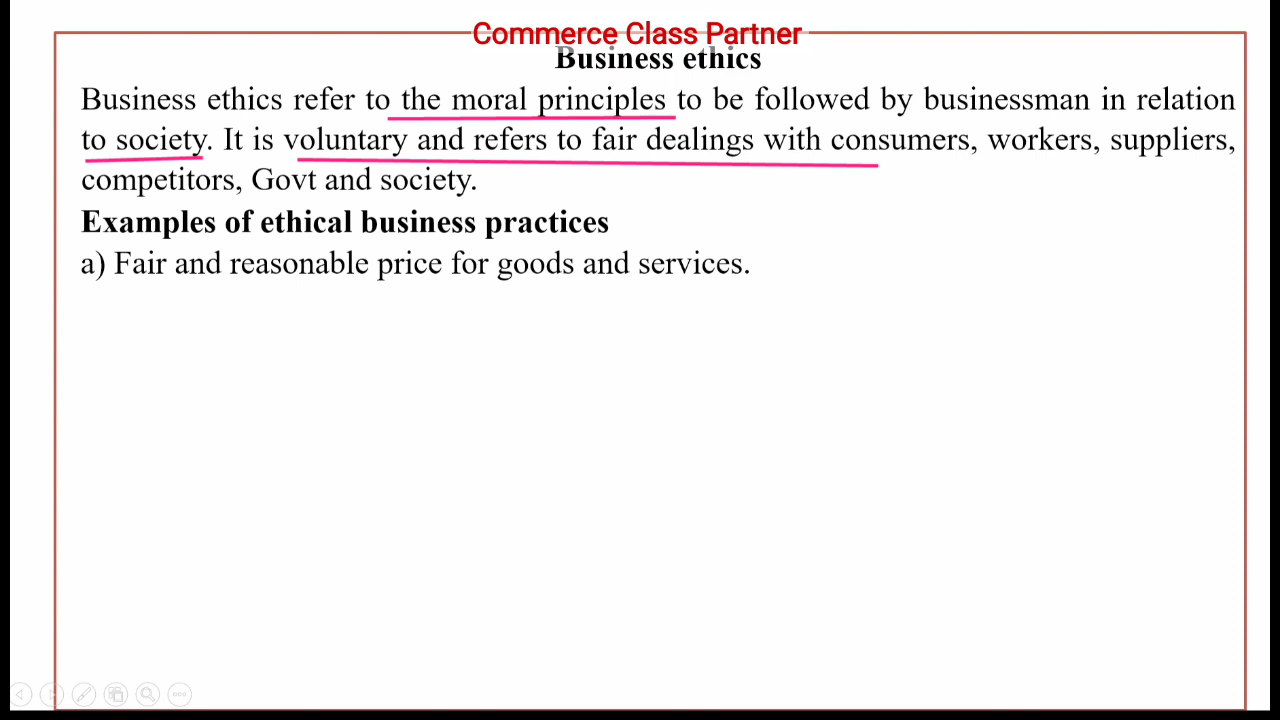 Commerce Class Partner
Business ethics
Business ethics refer to the moral principles to be followed by businessman in relation
to society. It is voluntary and refers to fair dealings with consumers, workers, suppliers,
competitors, Govt and society.
Examples of ethical business practices
a) Fair and reasonable price for goods and services.